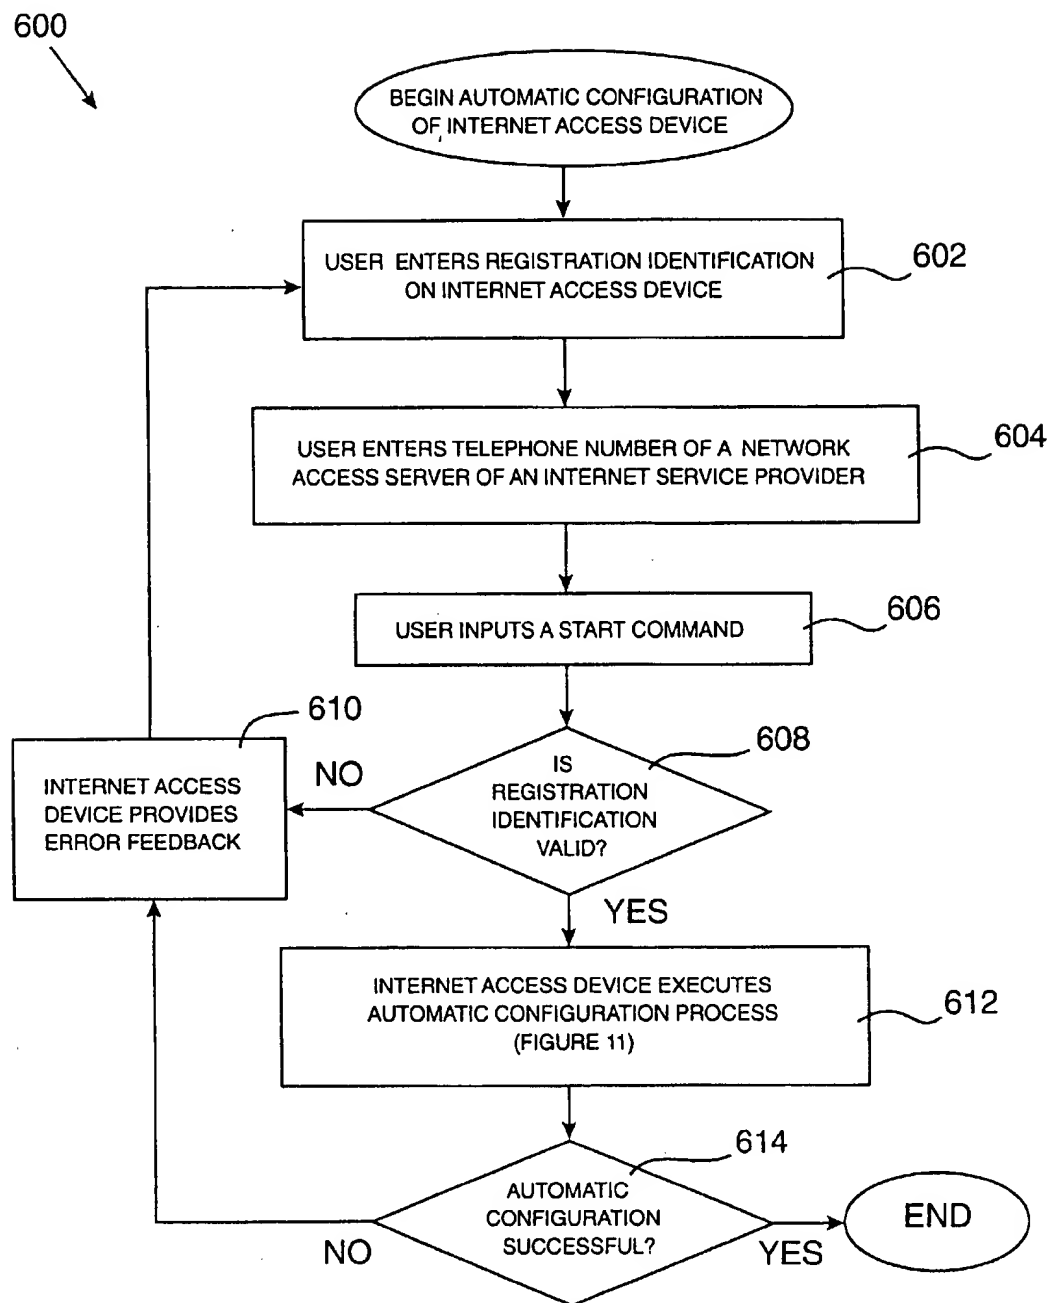 600
BEGIN AUTOMATIC CONFIGURATION
OF INTERNET ACCESS DEVICE
USER ENTERS REGISTRATION IDENTIFICATION
ON INTERNET ACCESS DEVICE
602
USER ENTERS TELEPHONE NUMBER OF A NETWORK
ACCESS SERVER OF AN INTERNET SERVICE PROVIDER
604
USER INPUTS A START COMMAND
606
610
INTERNET ACCESS
DEVICE PROVIDES
ERROR FEEDBACK
NO
IS
REGISTRATION
IDENTIFICATION
VALID?
608
YES
INTERNET ACCESS DEVICE EXECUTES
AUTOMATIC CONFIGURATION PROCESS
(FIGURE 11)
612
AUTOMATIC
CONFIGURATION
SUCCESSFUL?
614
NO
YES
END